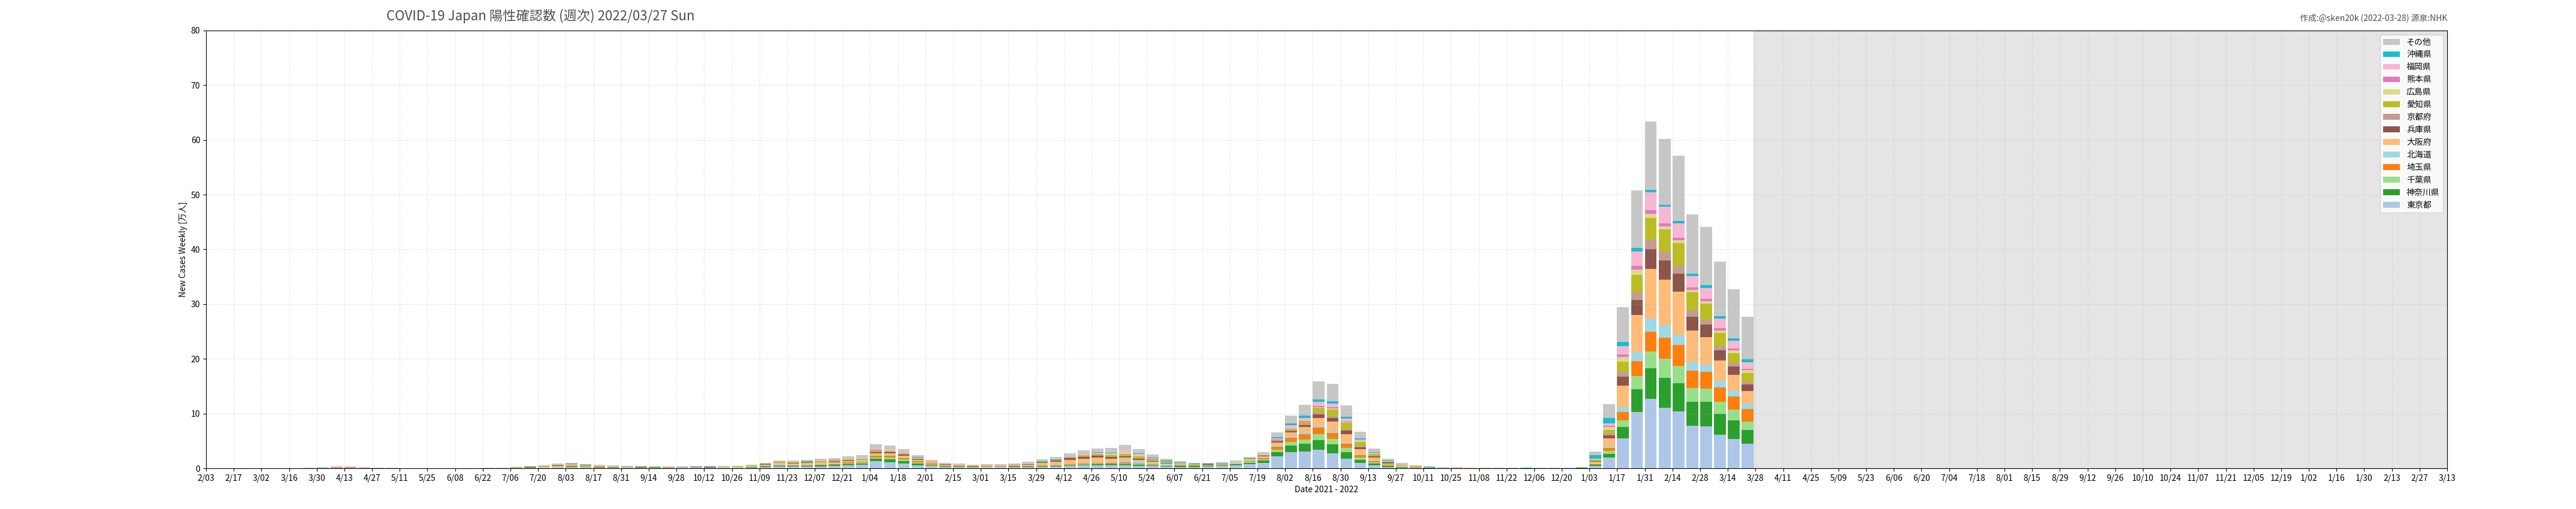 COVID-19 Japan 陽性確認数 (週次) 2022/03/27 Sun
作成:@sken20k (2022-03-28) 源泉:NHK
New Cases Weekly [万人]
80
70
60
50
40
30
20
10
0
その他
沖縄県
福岡県
熊本県
広島県
愛知県
京都府
兵庫県
大阪府
北海道
埼玉県
千葉県
神奈川県
東京都
2/03 2/17 3/02 3/16 3/30 4/13 4/27 5/11 5/25 6/08 6/22 7/06 7/20 8/03 8/17 8/31 9/14 9/28 10/12 10/26 11/09 11/23 12/07 12/21 1/04 1/18 2/01 2/15 3/01 3/15 3/29 4/12 4/26 5/10 5/24 6/07 6/21 7/05 7/19 8/02 8/16 8/30 9/13 9/27 10/11 10/25 11/08 11/22 12/06 12/20 1/03 1/17 1/31 2/14 2/28 3/14 3/28 4/11 4/25 5/09 5/23 6/06 6/20 7/04 7/18 8/01 8/15 8/29 9/12 9/26 10/10 10/24 11/07 11/21 12/05 12/19 1/02 1/16 1/30 2/13 2/27 3/13
Date 2021 - 2022